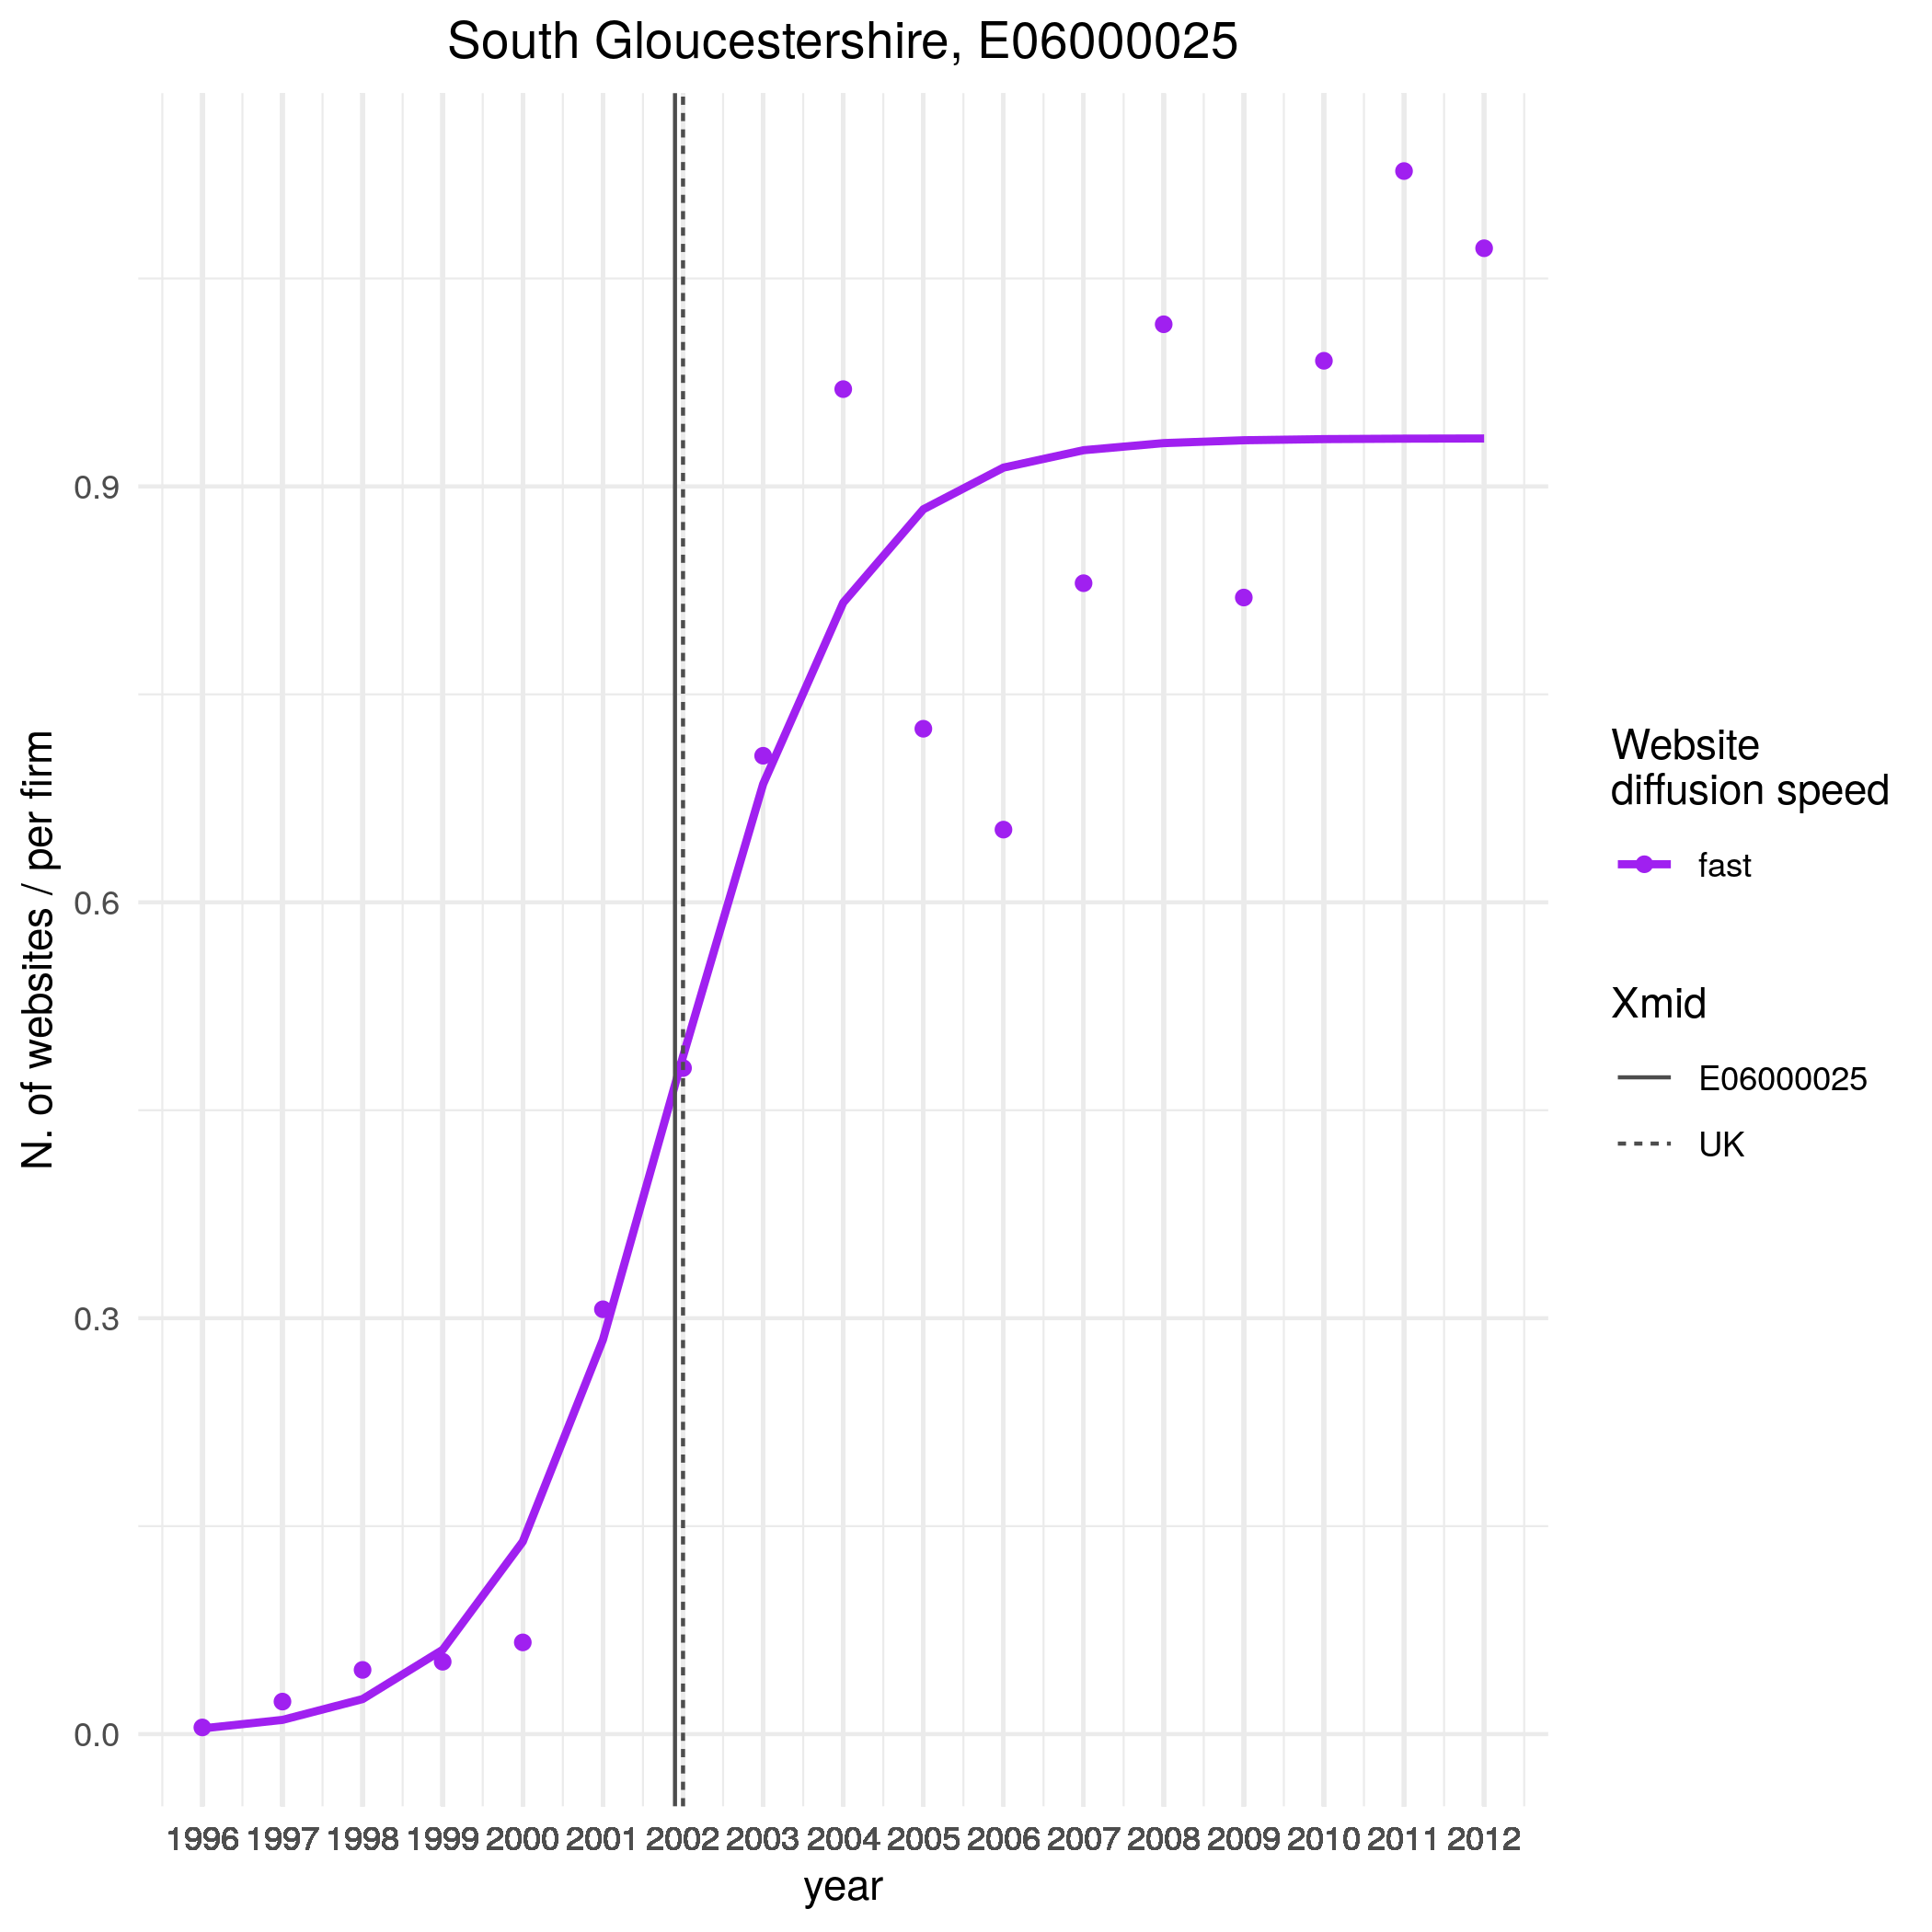 South Gloucestershire, E06000025
N. of websites / per firm
0.9
0.6
0.3
0.0
1996 1997 1998 1999 2000 2001 2002 2003 2004 2005 2006 2007 2008 2009 2010 2011 2012
year
Website
diffusion speed
fast
Xmid
E06000025
UK